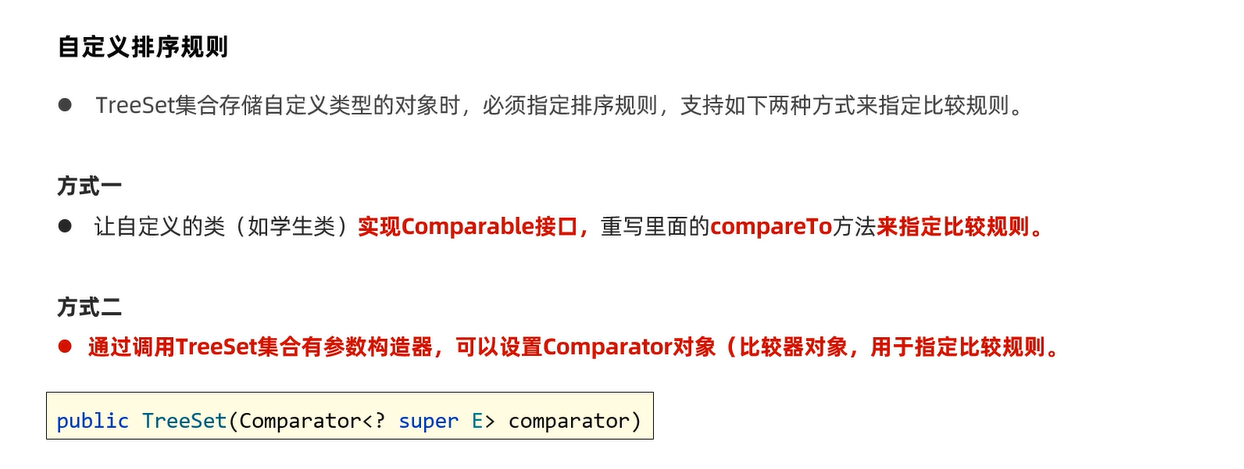 自定义排序规则
● TreeSet集合存储自定义类型的对象时，必须指定排序规则，支持如下两种方式来指定比较规则。
方式一
● 让自定义的类（如学生类）实现Comparable接口，重写里面的compareTo方法来指定比较规则。
方式二
● 通过调用TreeSet集合有参数构造器，可以设置Comparator对象（比较器对象，用于指定比较规则。
public TreeSet(Comparator<? super E> comparator)